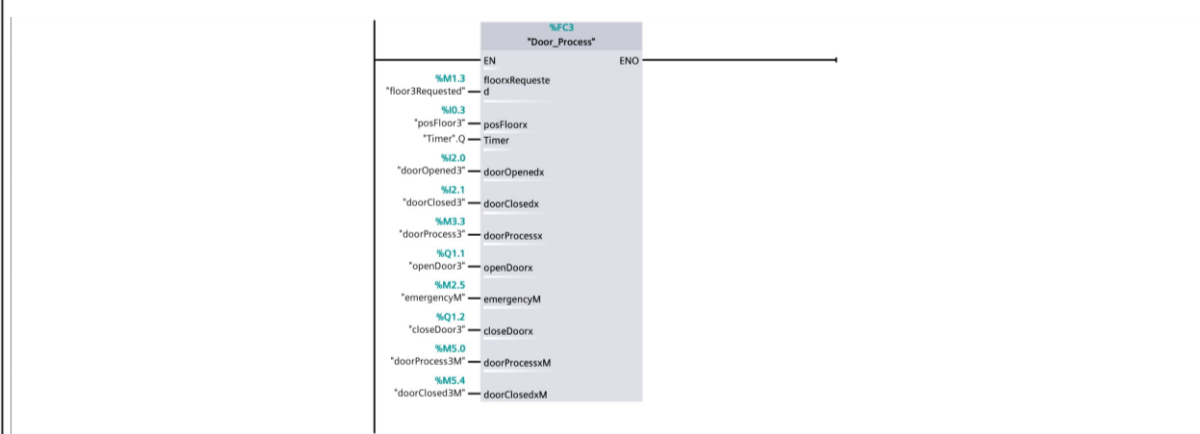 %FC3
"Door_Process"
EN ENO
%M1.3 floorxRequeste
"floor3Requested" d
%I0.3
"posFloor3" posFloorx
"Timer".Q Timer
%I2.0
"doorOpened3" doorOpenedx
%I2.1
"doorClosed3" doorClosedx
%M3.3
"doorProcess3" doorProcessx
%Q1.1
"openDoor3" openDoorx
%M2.5
"emergencyM" emergencyM
%Q1.2
"closeDoor3" closeDoorx
%M5.0
"doorProcess3M" doorProcessxM
%M5.4
"doorClosed3M" doorClosedxM